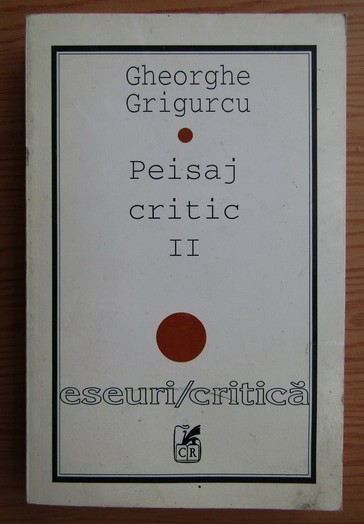 Gheorghe
Grigurcu
Peisaj
critic
II
eseuri/critică
CR